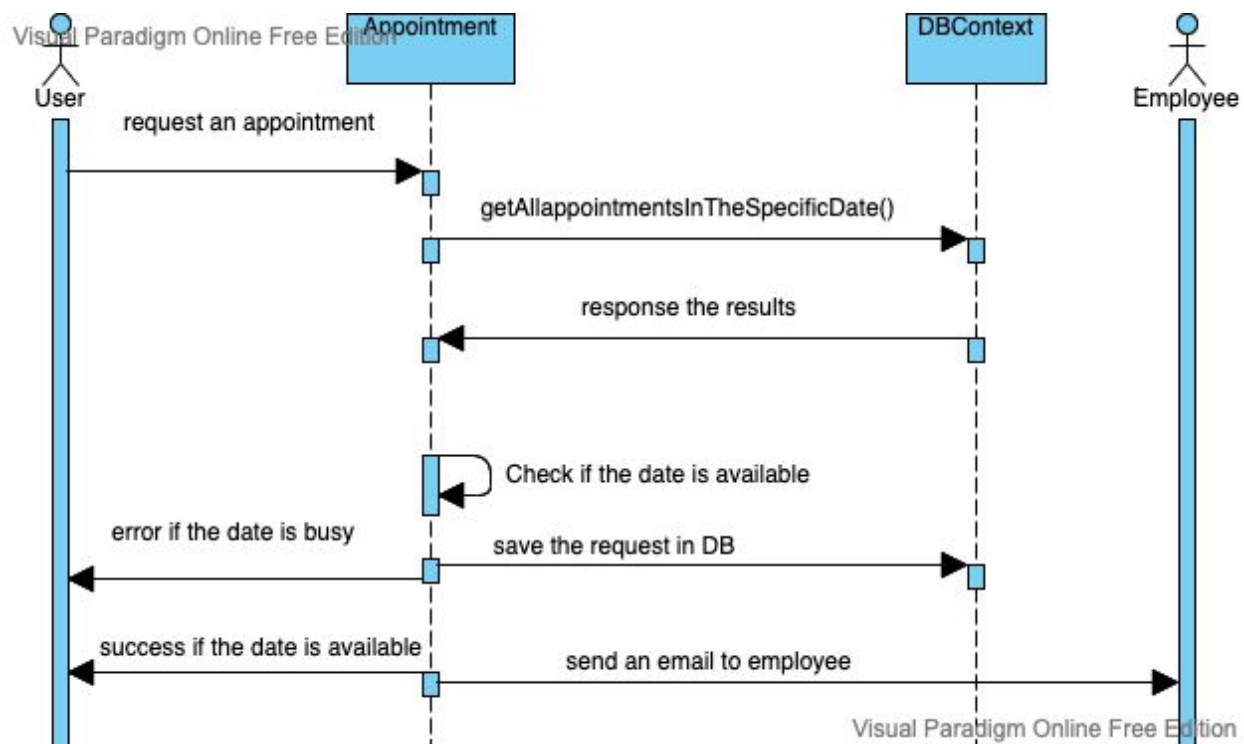 Visual Paradigm Online Free Edition
Appointment
DBContext
User
Employee
request an appointment
getAllappointmentsInTheSpecificDate()
response the results
Check if the date is available
error if the date is busy
save the request in DB
success if the date is available
send an email to employee
Visual Paradigm Online Free Edition